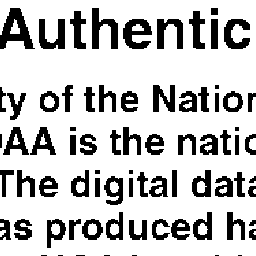 Authentic
ty of the Nation
AA is the natio
The digital data
as produced ha